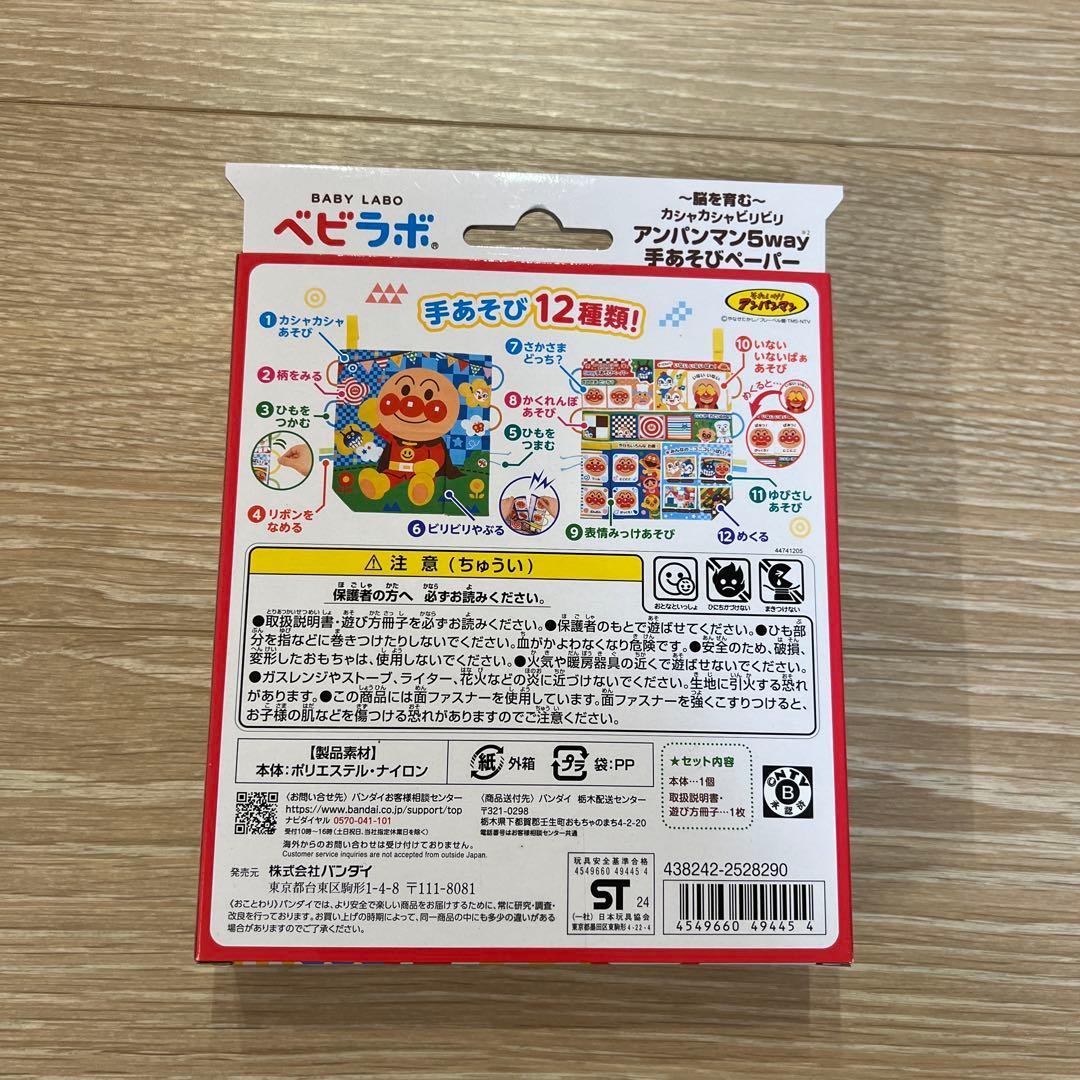 BABY LABO
ベビラボ®
～脳を育む～
カシャカシャビリビリ
アンパンマン5way※2
手あそびペーパー
手あそび12種類!
それいけ!アンパンマン
©やなせたかし/フレーベル館・TMS・NTV
1 カシャカシャあそび
2 柄をみる
3 ひもをつかむ
4 リボンをなめる
5 ひもをつまむ
6 ビリビリやぶる
7 さかさまどっち?
8 かくれんぼあそび
9 表情みっけあそび
10 いないいないばぁあそび
めくると…
11 ゆびさしあそび
12 めくる
44741205
⚠ 注意(ちゅうい)
保護者の方へ 必ずお読みください。
おとなといっしょ
ひにちかづけない
まきつけない
●取扱説明書・遊び方冊子を必ずお読みください。●保護者のもとで遊ばせてください。●ひも部
分を指などに巻きつけたりしないでください。血がかよわなくなり危険です。●安全のため、破損、
変形したおもちゃは、使用しないでください。●火気や暖房器具の近くで遊ばせないでください。
●ガスレンジやストーブ、ライター、花火などの炎に近づけないでください。生地に引火する恐れ
があります。●この商品には面ファスナーを使用しています。面ファスナーを強くこすりつけると、
お子様の肌などを傷つける恐れがありますのでご注意ください。
【製品素材】
本体:ポリエステル・ナイロン
紙 外箱
プラ 袋:PP
★セット内容
本体…1個
取扱説明書・
遊び方冊子…1枚
NTV
B
承認
〈お問い合せ先〉バンダイお客様相談センター
https://www.bandai.co.jp/support/top
ナビダイヤル 0570-041-101
受付10時～16時(土日祝日、当社指定休業日を除く)
海外からのお問い合わせは受け付けておりません。
Customer service inquiries are not accepted from outside Japan.
〈商品送付先〉バンダイ 栃木配送センター
〒321-0298
栃木県下都賀郡壬生町おもちゃのまち4-2-20
電話番号はお客様相談センター共通
発売元 株式会社バンダイ
東京都台東区駒形1-4-8 〒111-8081
〈おことわり〉バンダイでは、より安全で楽しい商品をお届けするために、常に研究・調査・
改良を行っております。お買い上げの時期によって、同一商品の中にも多少の違いがある
場合がありますのでご了承ください。
玩具安全基準合格
4549660 49445 4
ST 24
(一社)日本玩具協会
東京都墨田区東駒形4-22-4
438242-2528290
4549660 494454